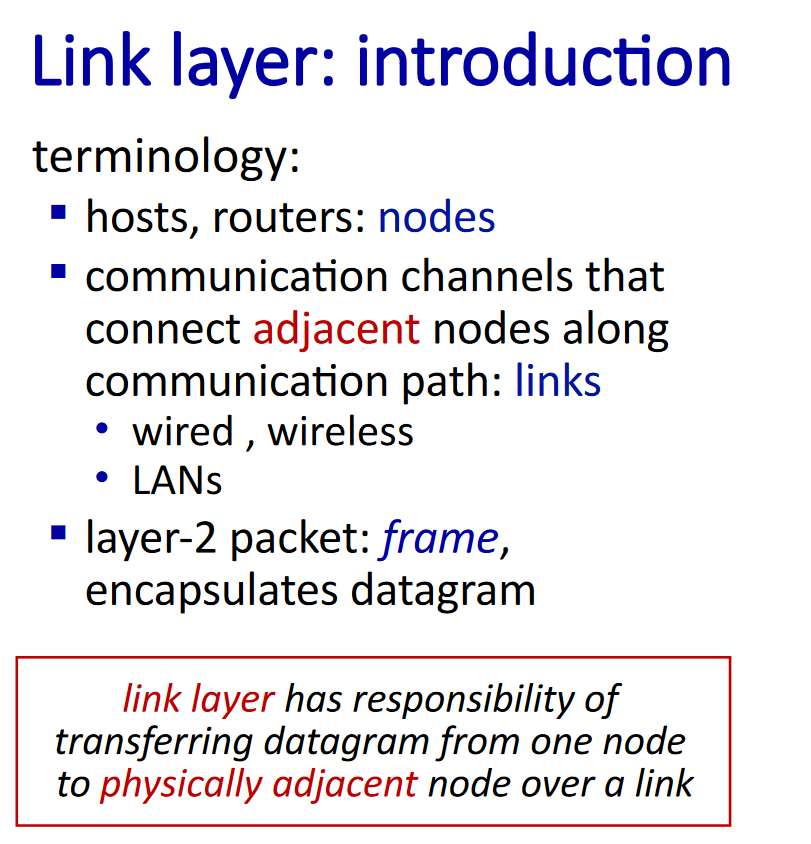 Link layer: introduction
terminology:
▪ hosts, routers: nodes
▪ communication channels that
connect adjacent nodes along
communication path: links
• wired , wireless
• LANs
▪ layer-2 packet: frame,
encapsulates datagram
link layer has responsibility of
transferring datagram from one node
to physically adjacent node over a link